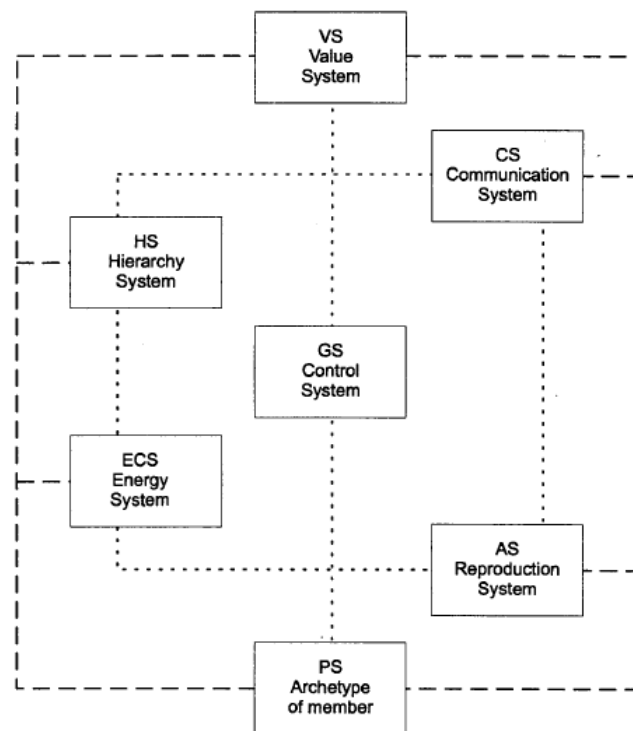 VS
Value
System
CS
Communication
System
HS
Hierarchy
System
GS
Control
System
ECS
Energy
System
AS
Reproduction
System
PS
Archetype
of member